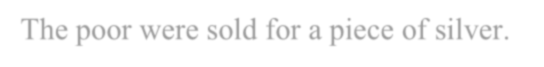 The poor were sold for a piece of silver.